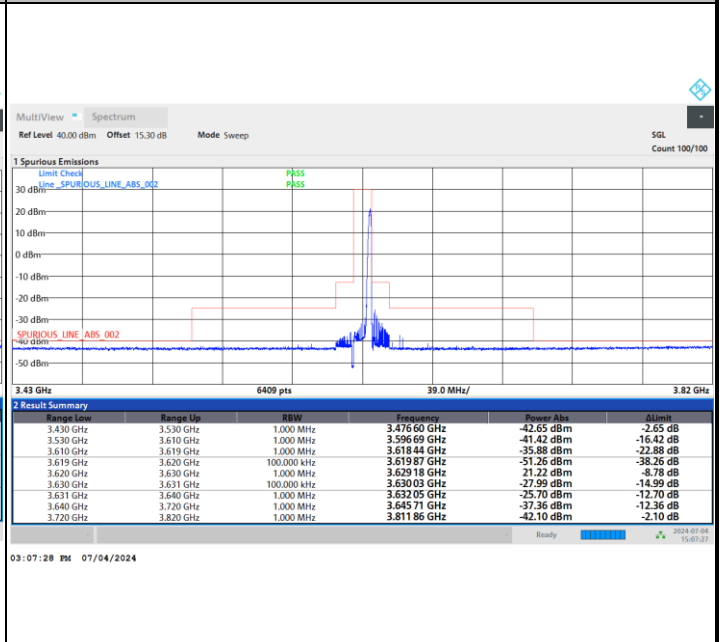 MultiView Spectrum
Ref Level 40.00 dBm Offset 15.30 dB Mode Sweep SGL
Count 100/100
1 Spurious Emissions
Limit Check PASS
Line _SPURIOUS_LINE_ABS_002 PASS
30 dBm
20 dBm
10 dBm
0 dBm
-10 dBm
-20 dBm
-30 dBm
SPURIOUS_LINE_ABS_002
-40 dBm
-50 dBm
3.43 GHz 6409 pts 39.0 MHz/ 3.82 GHz
2 Result Summary
Range Low Range Up RBW Frequency Power Abs ΔLimit
3.430 GHz 3.530 GHz 1.000 MHz 3.476 60 GHz -42.65 dBm -2.65 dB
3.530 GHz 3.610 GHz 1.000 MHz 3.596 69 GHz -41.42 dBm -16.42 dB
3.610 GHz 3.619 GHz 1.000 MHz 3.618 44 GHz -35.88 dBm -22.88 dB
3.619 GHz 3.620 GHz 100.000 kHz 3.619 87 GHz -51.26 dBm -38.26 dB
3.620 GHz 3.630 GHz 1.000 MHz 3.629 18 GHz 21.22 dBm -8.78 dB
3.630 GHz 3.631 GHz 100.000 kHz 3.630 03 GHz -27.99 dBm -14.99 dB
3.631 GHz 3.640 GHz 1.000 MHz 3.632 05 GHz -25.70 dBm -12.70 dB
3.640 GHz 3.720 GHz 1.000 MHz 3.645 71 GHz -37.36 dBm -12.36 dB
3.720 GHz 3.820 GHz 1.000 MHz 3.811 86 GHz -42.10 dBm -2.10 dB
Ready 2024-07-04
15:07:27
03:07:28 PM 07/04/2024